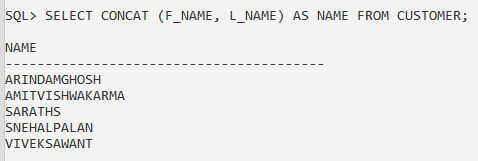 SQL> SELECT CONCAT (F_NAME, L_NAME) AS NAME FROM CUSTOMER;
NAME
----------------------------------------
ARINDAMGHOSH
AMITVISHWAKARMA
SARATHS
SNEHALPALAN
VIVEKSAWANT